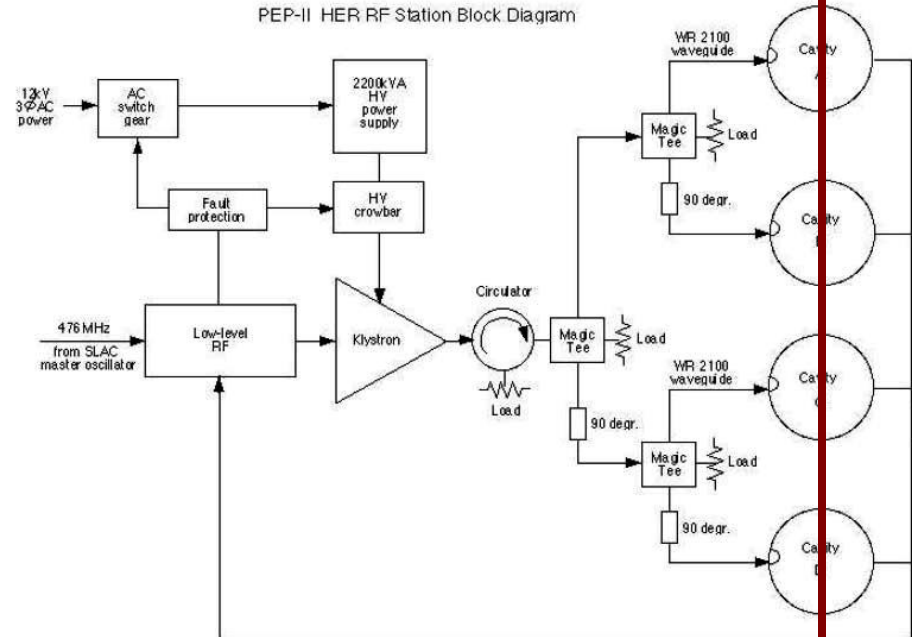 PEP-II HER RF Station Block Diagram
12kV
3ØAC
power
AC
switch
gear
2200kVA
HV
power
supply
Fault
protection
HV
crowbar
476 MHz
from SLAC
master oscillator
Low-level
RF
Klystron
Circulator
Load
Magic
Tee
Load
90 degr.
WR 2100
waveguide
Magic
Tee
Load
90 degr.
Cavity
A
Cavity
WR 2100
waveguide
Magic
Tee
Load
90 degr.
Cavity
Cavity